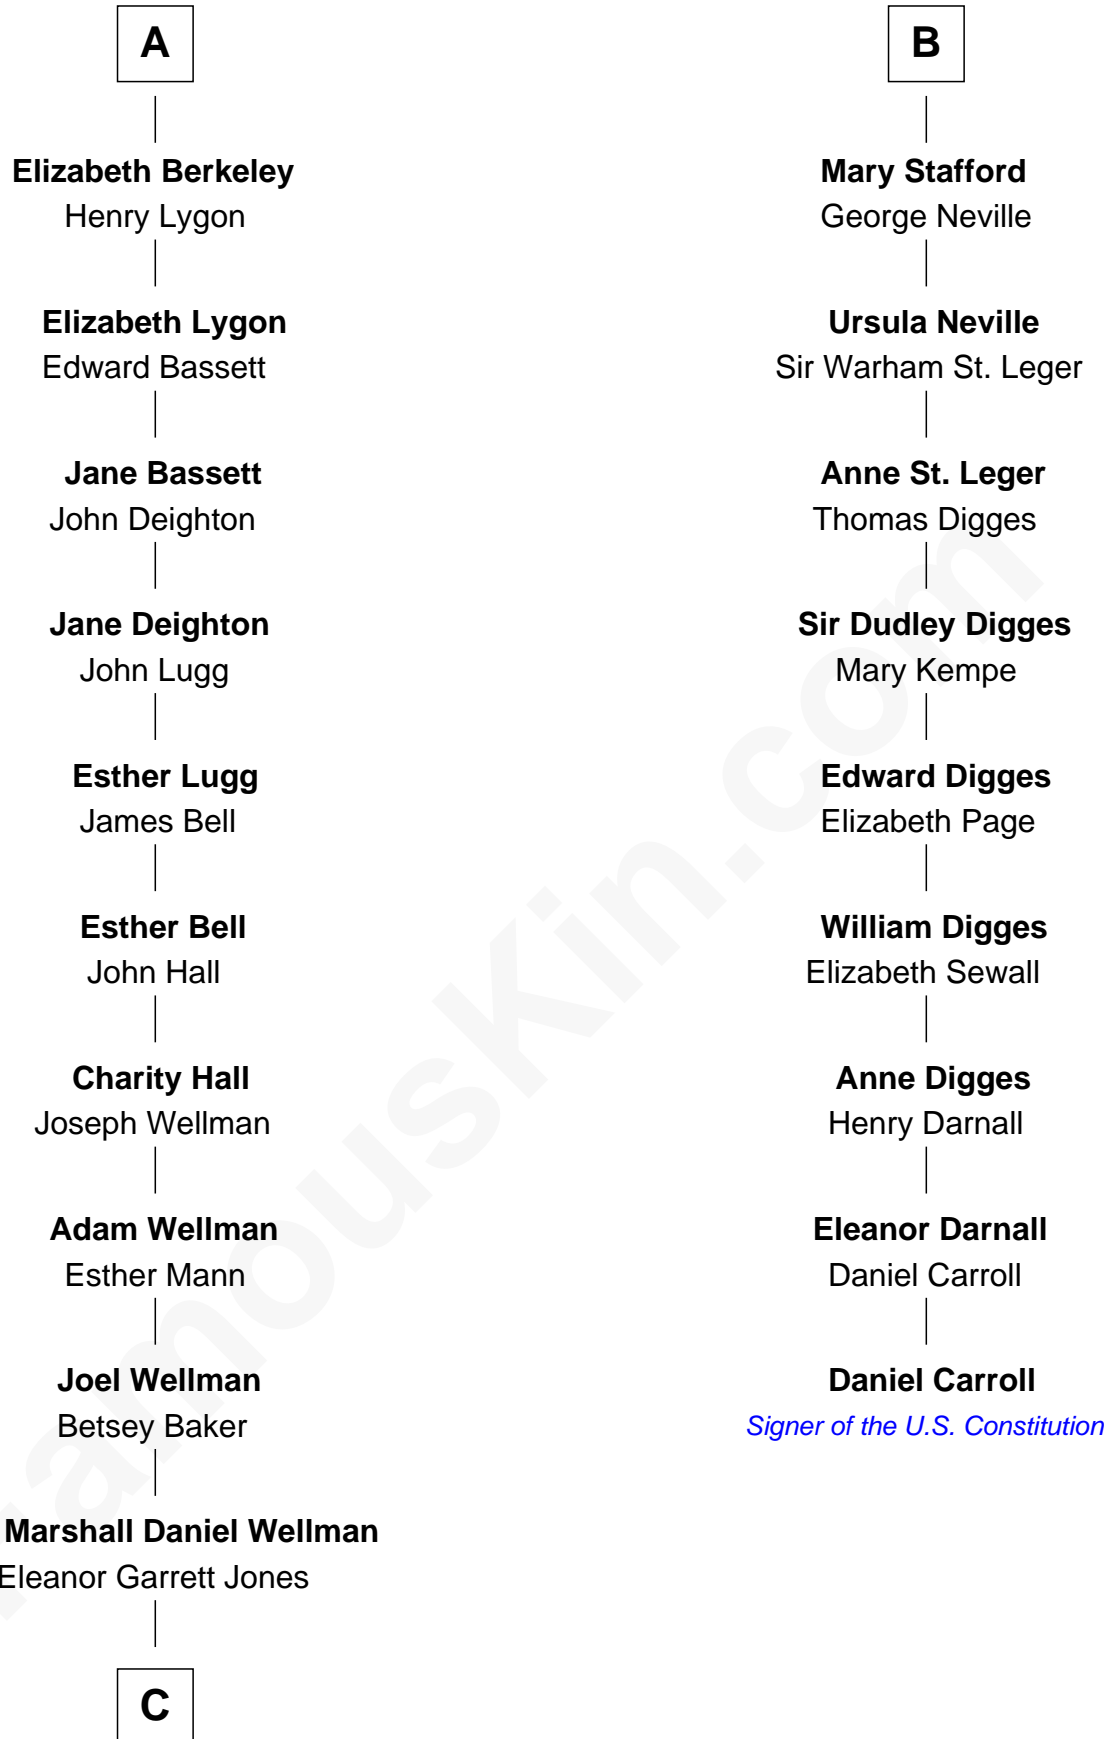 A
Elizabeth Berkeley
Henry Lygon
Elizabeth Lygon
Edward Bassett
Jane Bassett
John Deighton
Jane Deighton
John Lugg
Esther Lugg
James Bell
Esther Bell
John Hall
Charity Hall
Joseph Wellman
Adam Wellman
Esther Mann
Joel Wellman
Betsey Baker
Marshall Daniel Wellman
Eleanor Garrett Jones
C
B
Mary Stafford
George Neville
Ursula Neville
Sir Warham St. Leger
Anne St. Leger
Thomas Digges
Sir Dudley Digges
Mary Kempe
Edward Digges
Elizabeth Page
William Digges
Elizabeth Sewall
Anne Digges
Henry Darnall
Eleanor Darnall
Daniel Carroll
Daniel Carroll
Signer of the U.S. Constitution
FamousKin.com